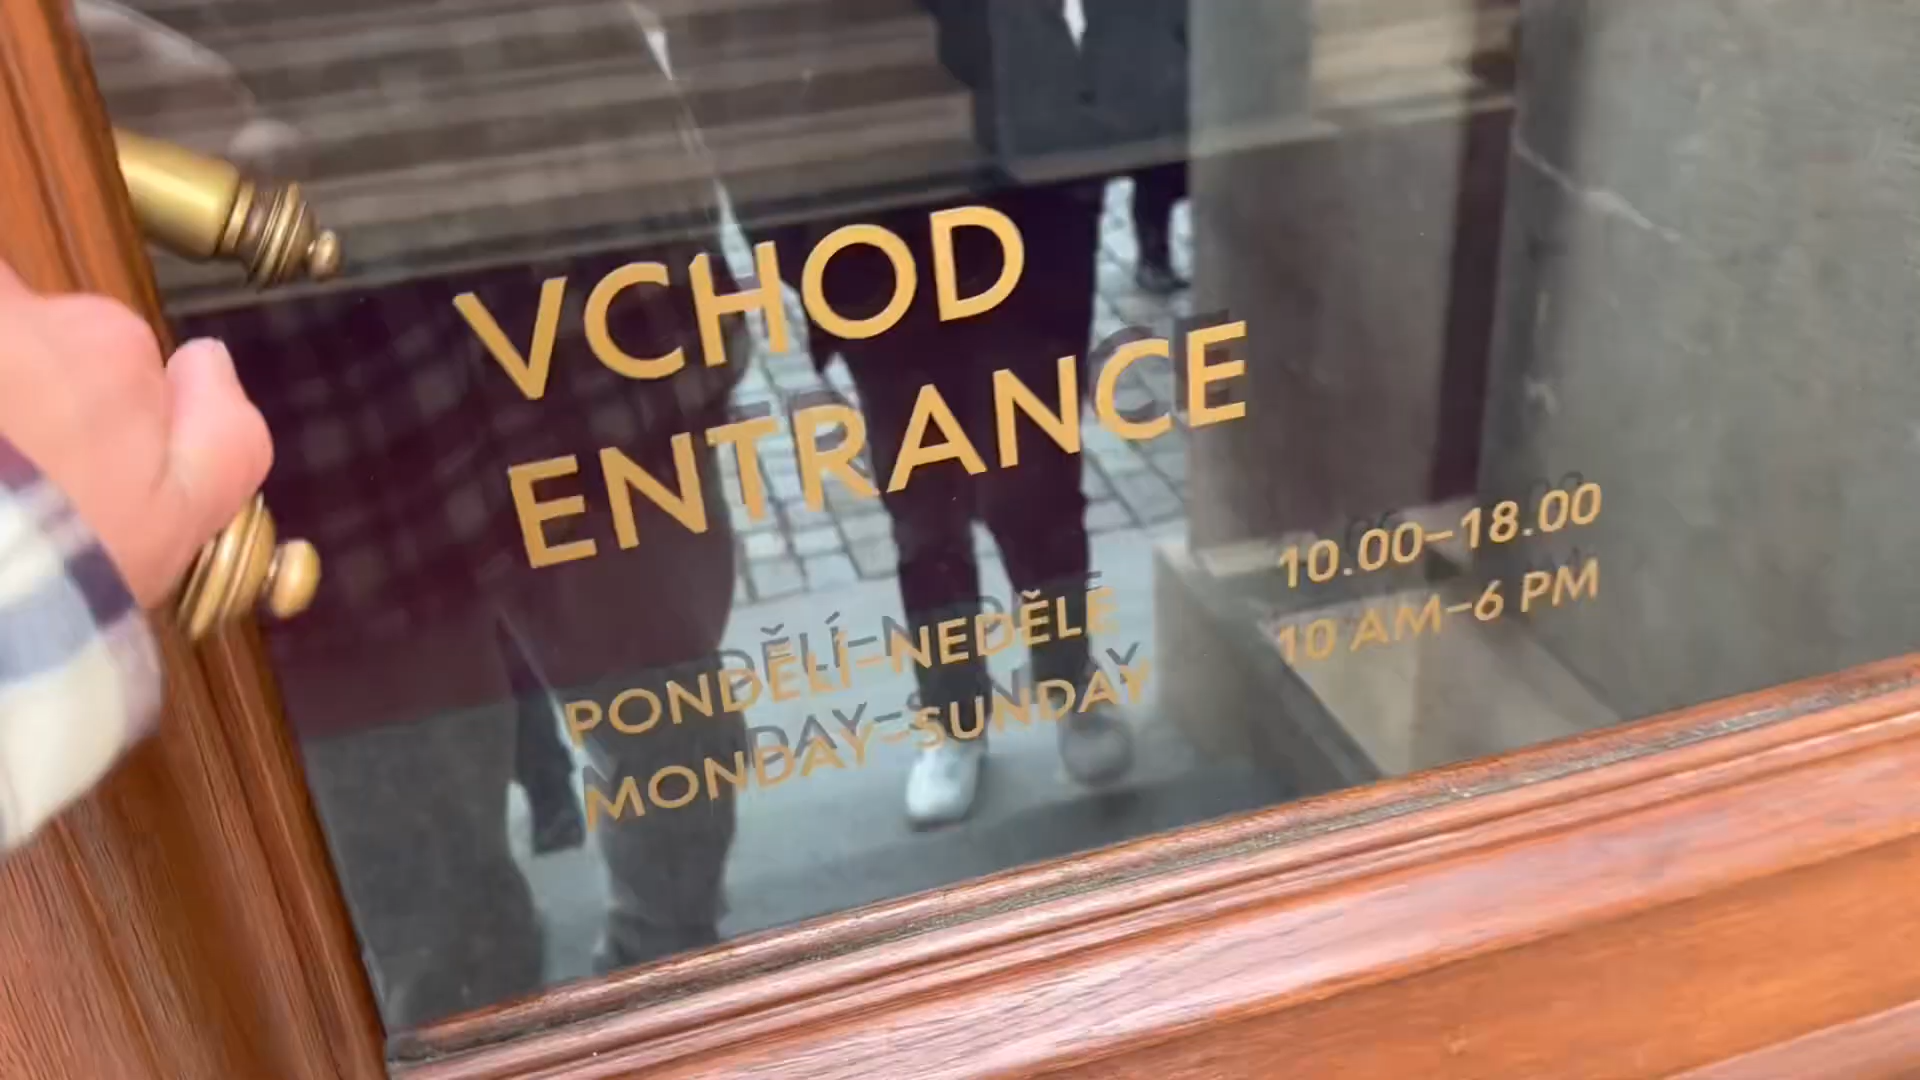 VCHOD
ENTRANCE
PONDĚLÍ–NEDĚLE 10.00–18.00
MONDAY–SUNDAY 10 AM–6 PM